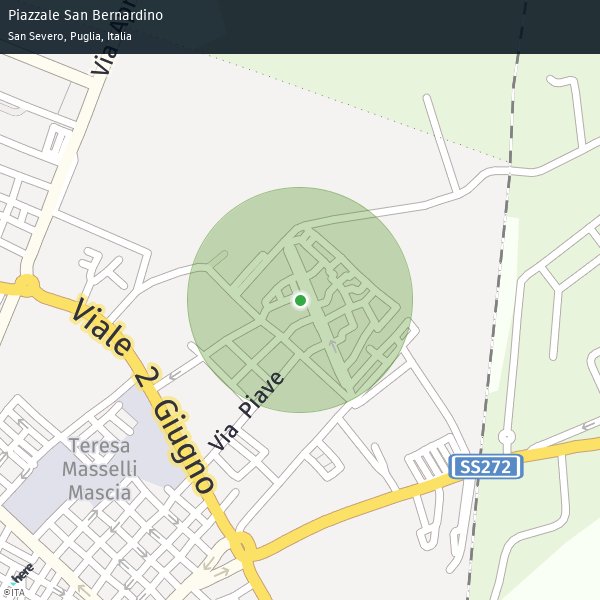 Piazzale San Bernardino
San Severo, Puglia, Italia
Via Apr
Viale 2 Giugno
Via Piave
Teresa
Masselli
Mascia
SS272
here
©ITA